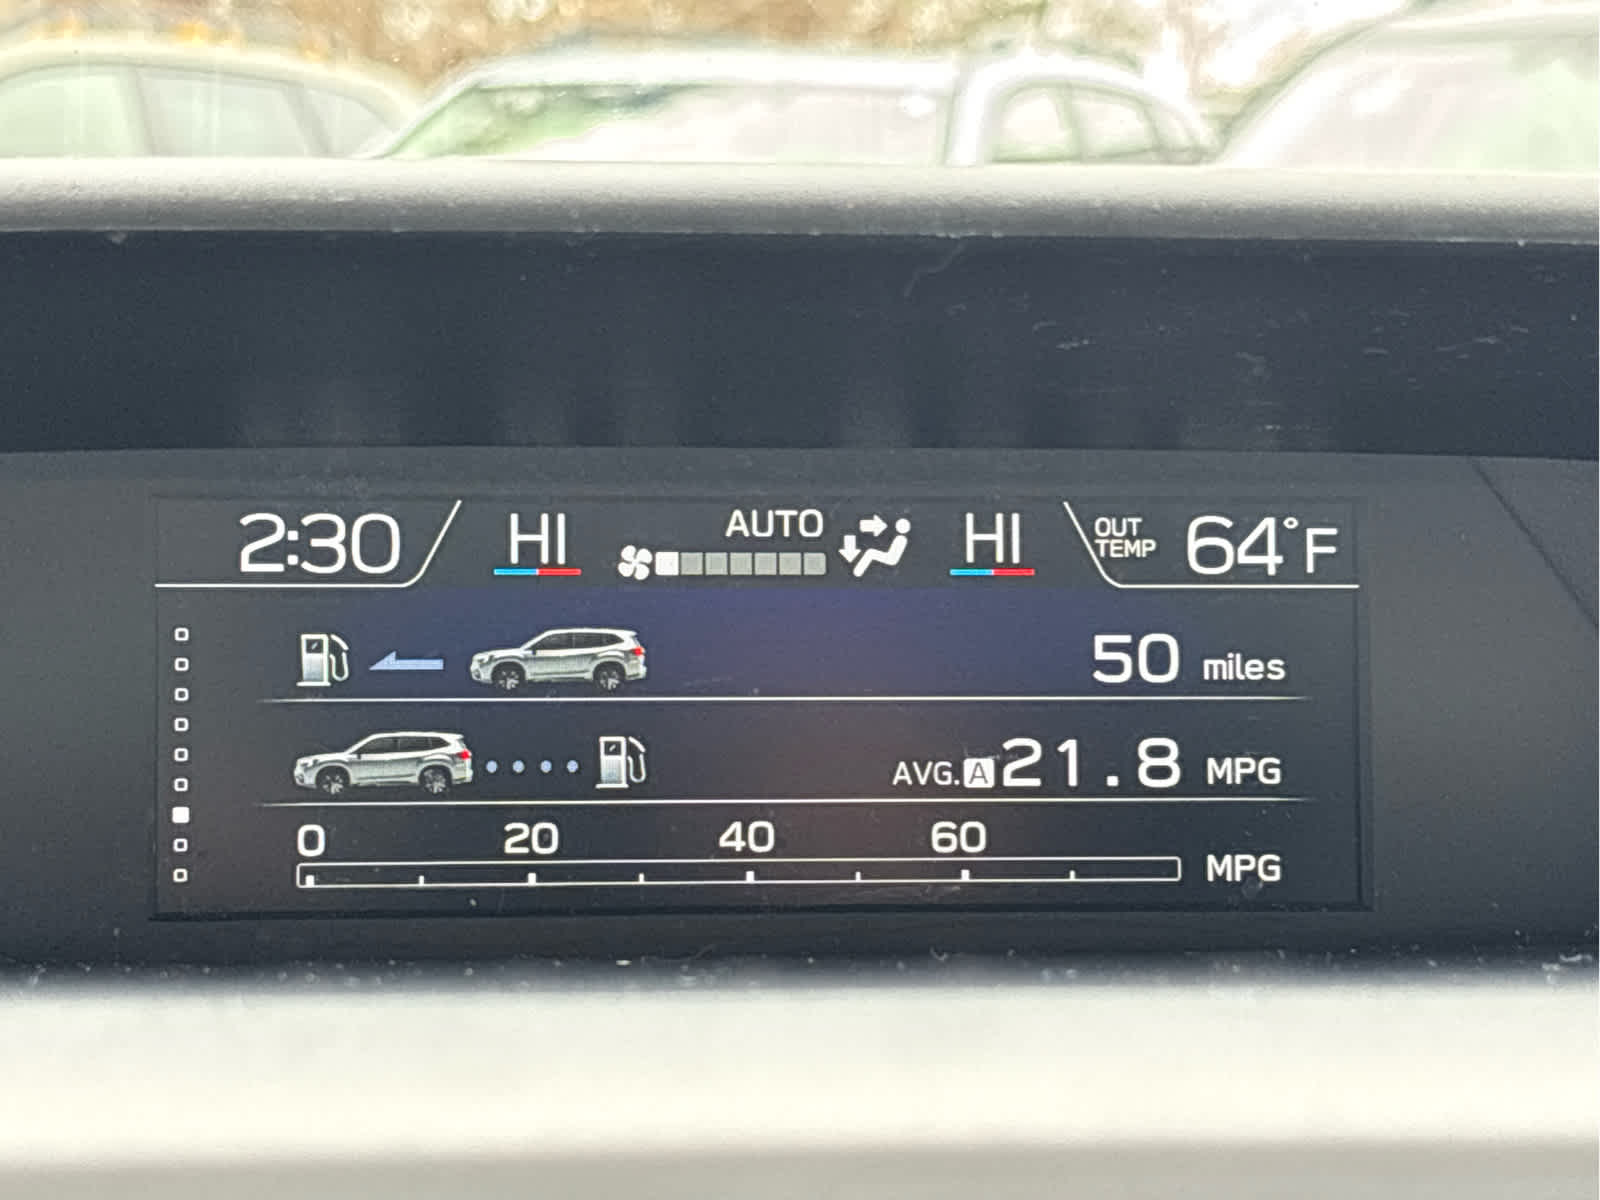 2:30 HI AUTO HI OUT TEMP 64°F
50 miles
AVG. A 21.8 MPG
0 20 40 60
MPG